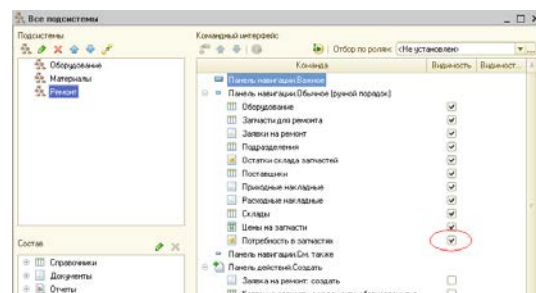 Все подсистемы
Подсистемы
Оборудование
Материалы
Ремонт
Состав
Справочники
Документы
Отчеты
Командный интерфейс
Отбор по ролям: <Не установлено>
Команда Видимость Видимост...
Панель навигации.Важное
Панель навигации.Обычное (ручной порядок)
Оборудование
Запчасти для ремонта
Заявки на ремонт
Подразделения
Остатки склада запчастей
Поставщики
Приходные накладные
Расходные накладные
Склады
Цены на запчасти
Потребность в запчастях
Панель навигации.См. также
Панель действий.Создать
Заявка на ремонт: создать